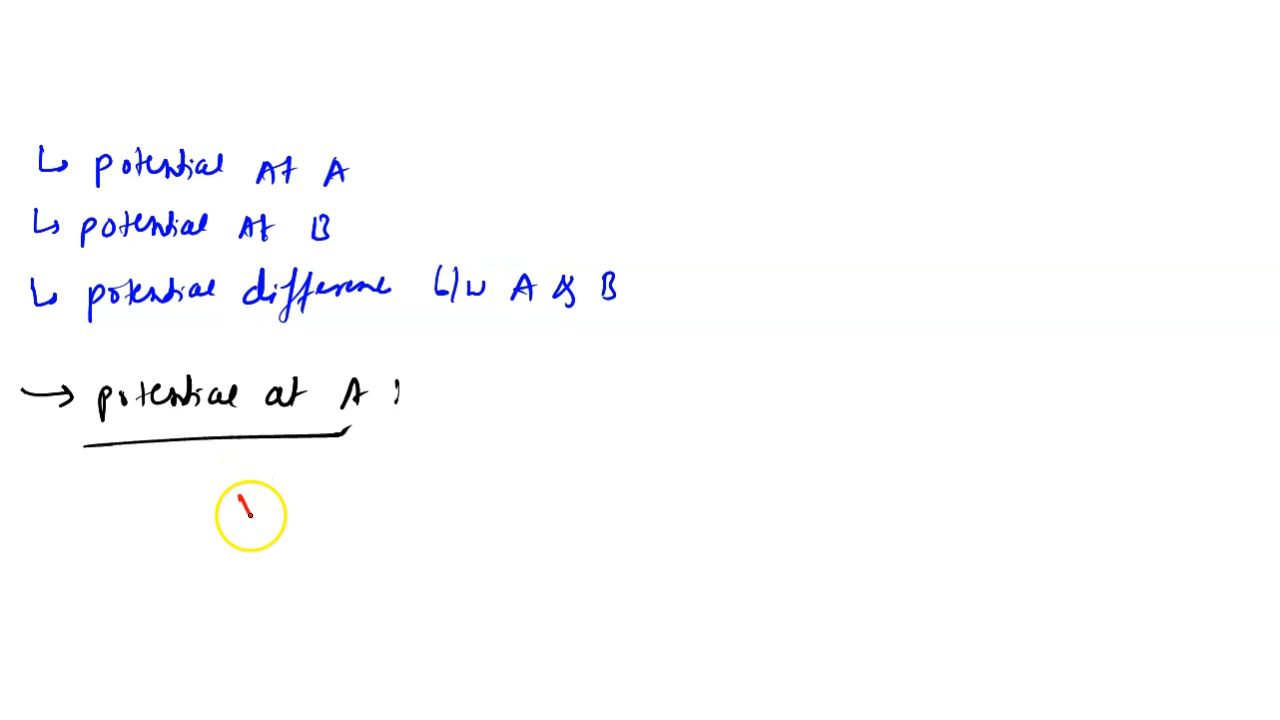 ↳ potential At A
↳ potential At B
↳ potential difference b/w A & B
→ potential at A :